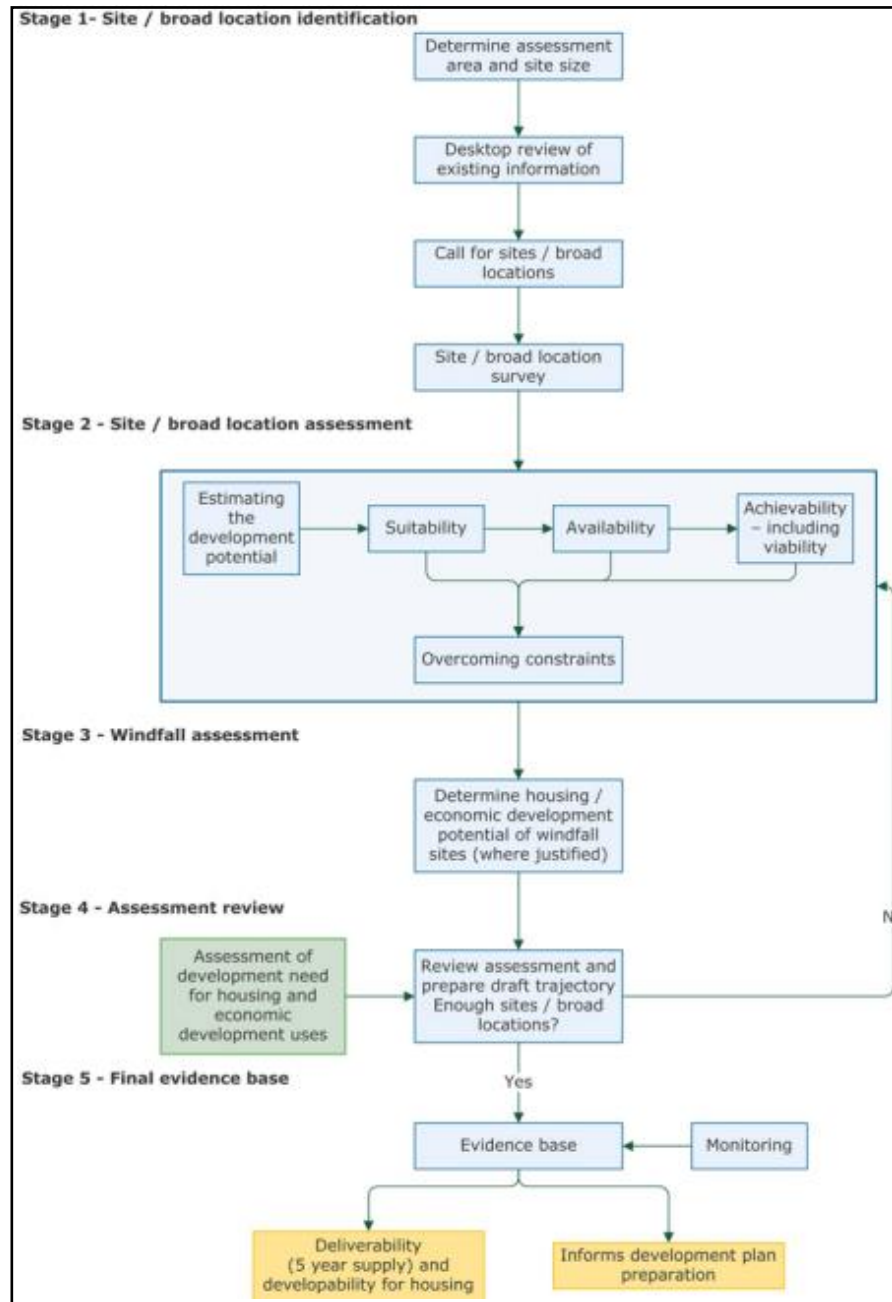 Stage 1- Site / broad location identification
Determine assessment
area and site size
Desktop review of
existing information
Call for sites / broad
locations
Site / broad location
survey
Stage 2 - Site / broad location assessment
Estimating
the
development
potential
Suitability
Availability
Achievability
– including
viability
Overcoming constraints
Stage 3 - Windfall assessment
Determine housing /
economic development
potential of windfall
sites (where justified)
Stage 4 - Assessment review
N
Assessment of
development need
for housing and
economic
development uses
Review assessment and
prepare draft trajectory
Enough sites / broad
locations?
Stage 5 - Final evidence base
Yes
Evidence base
Monitoring
Deliverability
(5 year supply) and
developability for housing
Informs development plan
preparation